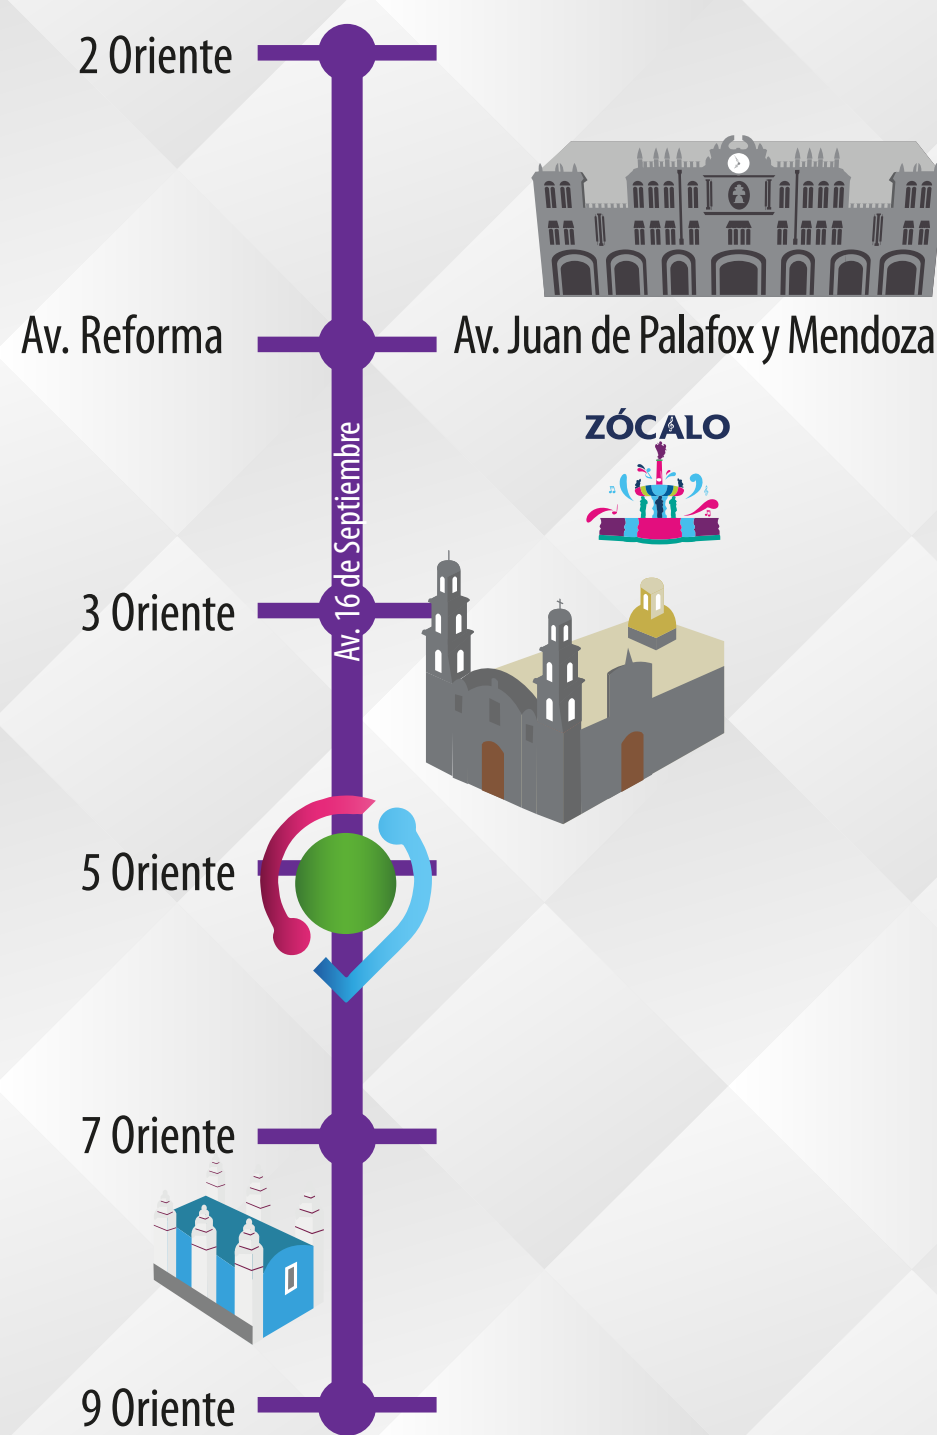 2 Oriente
Av. Reforma
Av. Juan de Palafox y Mendoza
ZÓCALO
Av. 16 de Septiembre
3 Oriente
5 Oriente
7 Oriente
9 Oriente